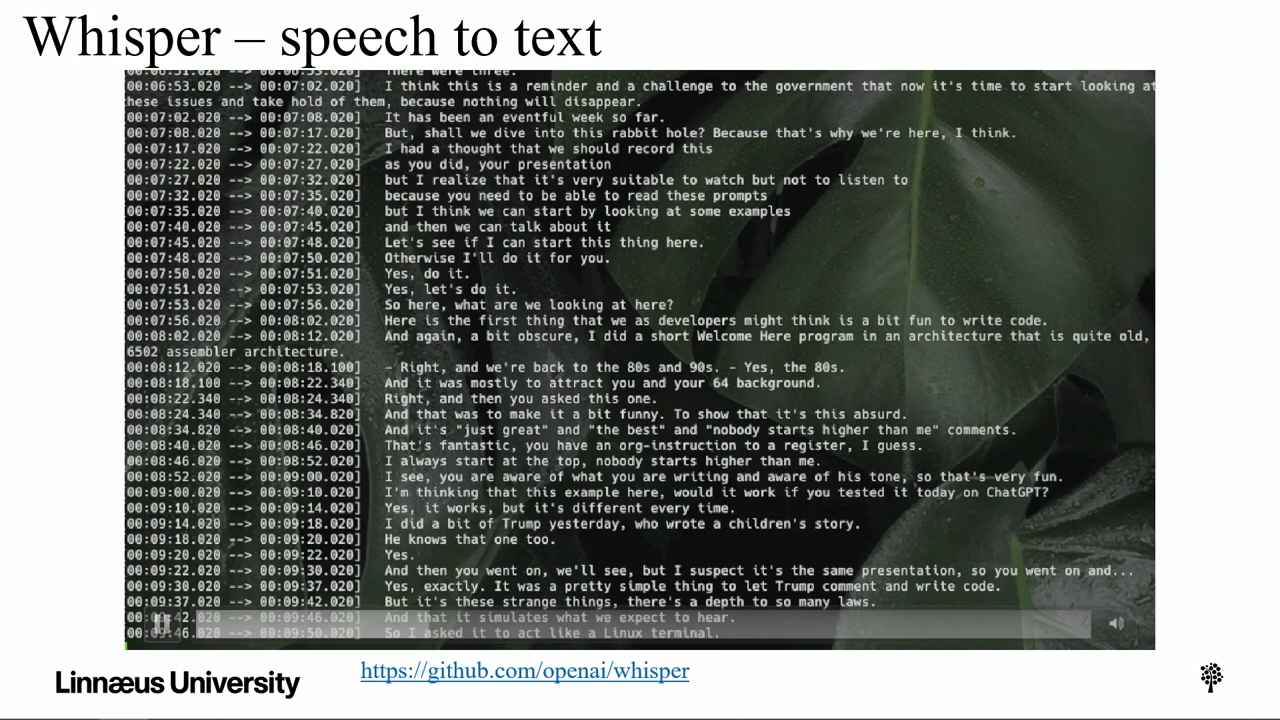 Whisper – speech to text
00:06:51.020 --> 00:06:53.020] There were three.
00:06:53.020 --> 00:07:02.020] I think this is a reminder and a challenge to the government that now it's time to start looking at
hese issues and take hold of them, because nothing will disappear.
00:07:02.020 --> 00:07:08.020] It has been an eventful week so far.
00:07:08.020 --> 00:07:17.020] But, shall we dive into this rabbit hole? Because that's why we're here, I think.
00:07:17.020 --> 00:07:22.020] I had a thought that we should record this
00:07:22.020 --> 00:07:27.020] as you did, your presentation
00:07:27.020 --> 00:07:32.020] but I realize that it's very suitable to watch but not to listen to
00:07:32.020 --> 00:07:35.020] because you need to be able to read these prompts
00:07:35.020 --> 00:07:40.020] but I think we can start by looking at some examples
00:07:40.020 --> 00:07:45.020] and then we can talk about it
00:07:45.020 --> 00:07:48.020] Let's see if I can start this thing here.
00:07:48.020 --> 00:07:50.020] Otherwise I'll do it for you.
00:07:50.020 --> 00:07:51.020] Yes, do it.
00:07:51.020 --> 00:07:53.020] Yes, let's do it.
00:07:53.020 --> 00:07:56.020] So here, what are we looking at here?
00:07:56.020 --> 00:08:02.020] Here is the first thing that we as developers might think is a bit fun to write code.
00:08:02.020 --> 00:08:12.020] And again, a bit obscure, I did a short Welcome Here program in an architecture that is quite old,
6502 assembler architecture.
00:08:12.020 --> 00:08:18.100] - Right, and we're back to the 80s and 90s. - Yes, the 80s.
00:08:18.100 --> 00:08:22.340] And it was mostly to attract you and your 64 background.
00:08:22.340 --> 00:08:24.340] Right, and then you asked this one.
00:08:24.340 --> 00:08:34.820] And that was to make it a bit funny. To show that it's this absurd.
00:08:34.820 --> 00:08:40.020] And it's "just great" and "the best" and "nobody starts higher than me" comments.
00:08:40.020 --> 00:08:46.020] That's fantastic, you have an org-instruction to a register, I guess.
00:08:46.020 --> 00:08:52.020] I always start at the top, nobody starts higher than me.
00:08:52.020 --> 00:09:00.020] I see, you are aware of what you are writing and aware of his tone, so that's very fun.
00:09:00.020 --> 00:09:10.020] I'm thinking that this example here, would it work if you tested it today on ChatGPT?
00:09:10.020 --> 00:09:14.020] Yes, it works, but it's different every time.
00:09:14.020 --> 00:09:18.020] I did a bit of Trump yesterday, who wrote a children's story.
00:09:18.020 --> 00:09:20.020] He knows that one too.
00:09:20.020 --> 00:09:22.020] Yes.
00:09:22.020 --> 00:09:30.020] And then you went on, we'll see, but I suspect it's the same presentation, so you went on and...
00:09:30.020 --> 00:09:37.020] Yes, exactly. It was a pretty simple thing to let Trump comment and write code.
00:09:37.020 --> 00:09:42.020] But it's these strange things, there's a depth to so many laws.
42.020 --> 00:09:46.020] And that it simulates what we expect to hear.
46.020 --> 00:09:50.020] So I asked it to act like a Linux terminal.
Linnæus University
https://github.com/openai/whisper